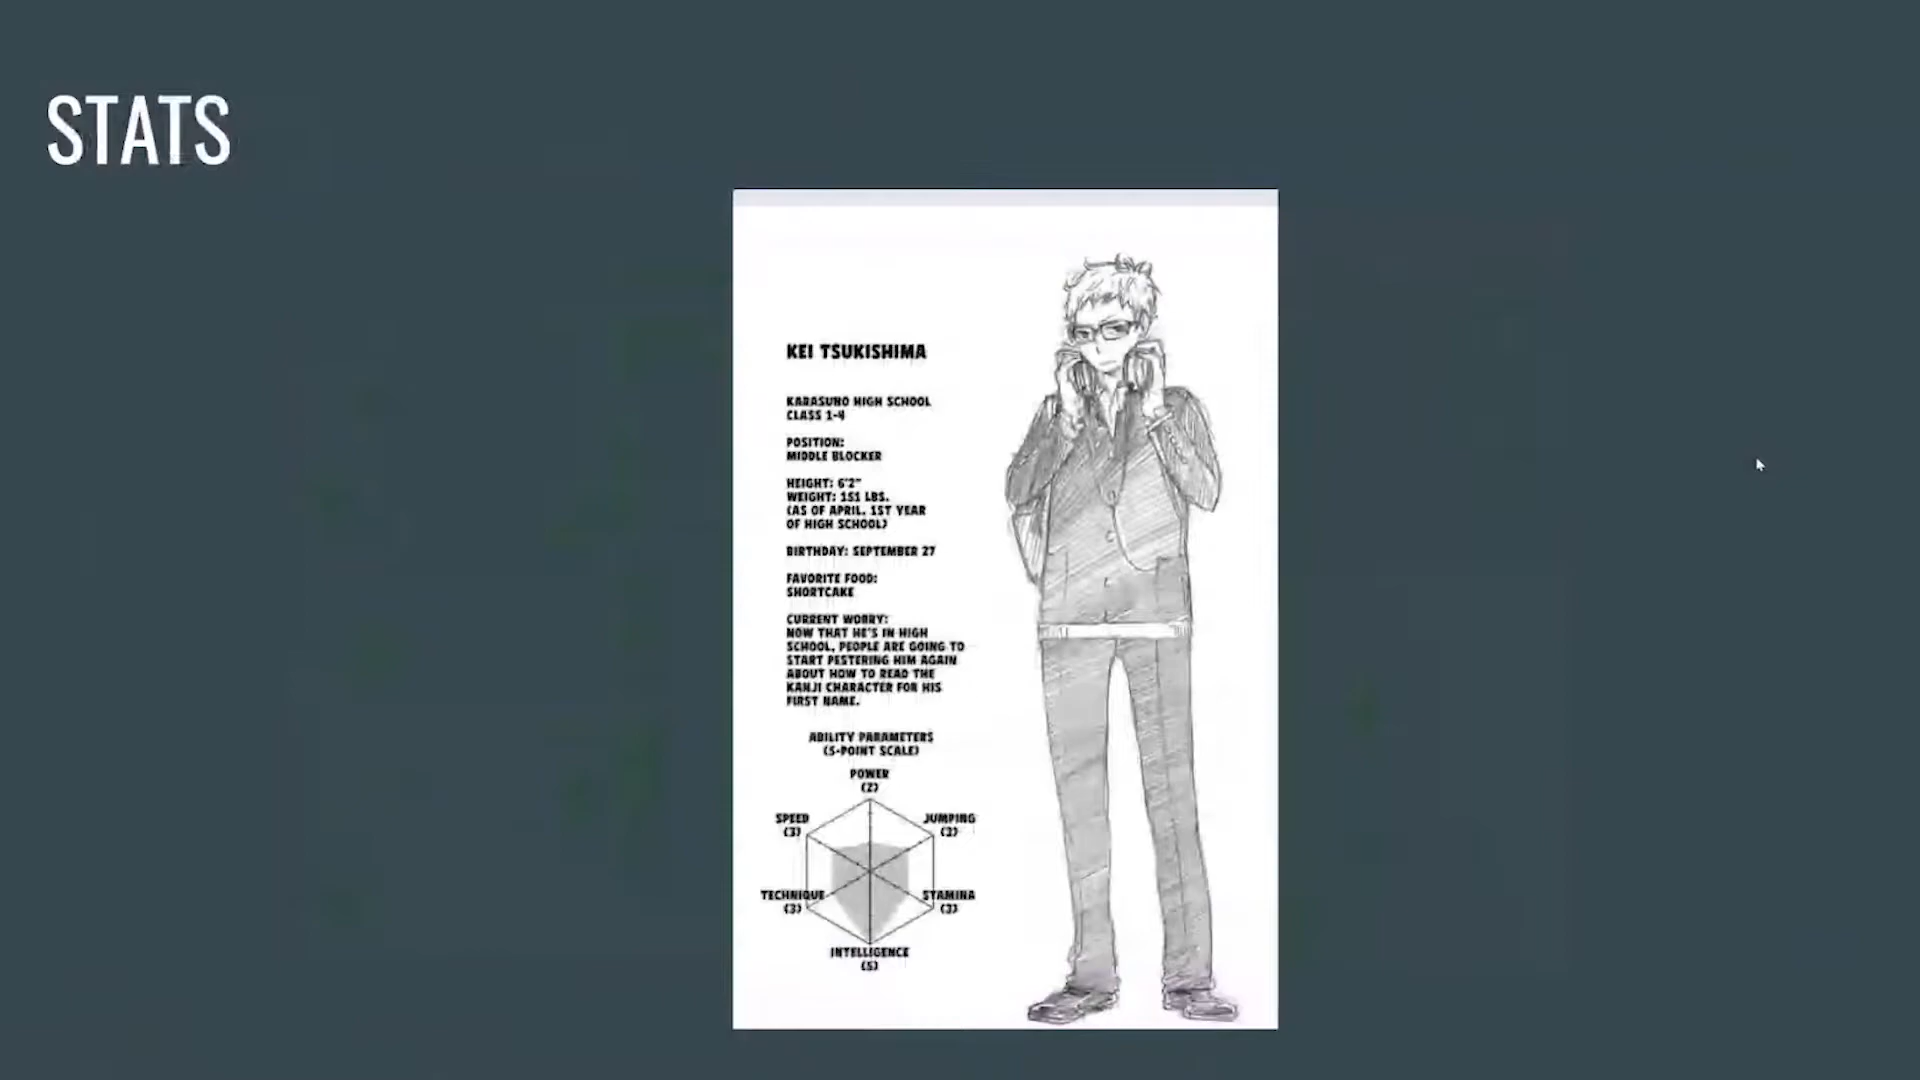 STATS
KEI TSUKISHIMA
KARASUNO HIGH SCHOOL
CLASS 1-4
POSITION:
MIDDLE BLOCKER
HEIGHT: 6'2"
WEIGHT: 151 LBS.
(AS OF APRIL, 1ST YEAR
OF HIGH SCHOOL)
BIRTHDAY: SEPTEMBER 27
FAVORITE FOOD:
SHORTCAKE
CURRENT WORRY:
NOW THAT HE'S IN HIGH
SCHOOL, PEOPLE ARE GOING TO
START PESTERING HIM AGAIN
ABOUT HOW TO READ THE
KANJI CHARACTER FOR HIS
FIRST NAME.
ABILITY PARAMETERS
(5-POINT SCALE)
POWER
(2)
SPEED
(3)
JUMPING
(3)
TECHNIQUE
(3)
STAMINA
(3)
INTELLIGENCE
(5)